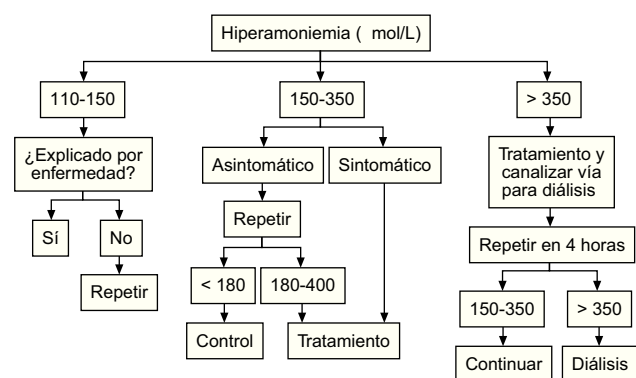 Hiperamoniemia ( mol/L)
110-150
150-350
> 350
¿Explicado por
enfermedad?
Asintomático
Sintomático
Tratamiento y
canalizar vía
para diálisis
Sí
No
Repetir
Repetir
Repetir en 4 horas
< 180
180-400
150-350
> 350
Control
Tratamiento
Continuar
Diálisis